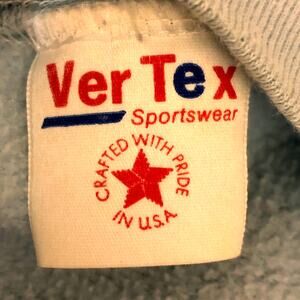 Ver Tex
Sportswear
CRAFTED WITH PRIDE
IN U.S.A